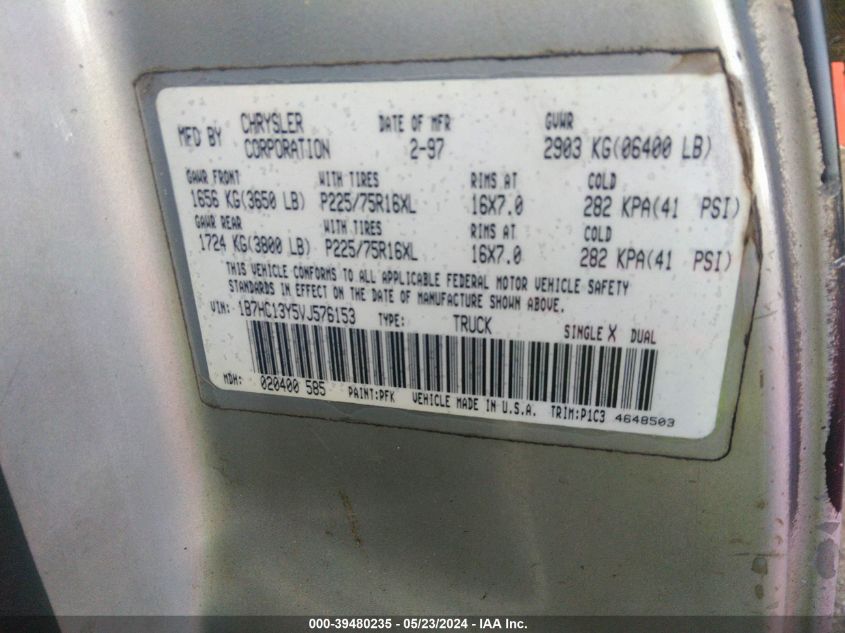 MFD BY CHRYSLER CORPORATION DATE OF MFR 2-97 GVWR 2903 KG(06400 LB)
GAWR FRONT WITH TIRES RIMS AT COLD
1656 KG(3650 LB) P225/75R16XL 16X7.0 282 KPA(41 PSI)
GAWR REAR WITH TIRES RIMS AT COLD
1724 KG(3800 LB) P225/75R16XL 16X7.0 282 KPA(41 PSI)
THIS VEHICLE CONFORMS TO ALL APPLICABLE FEDERAL MOTOR VEHICLE SAFETY
STANDARDS IN EFFECT ON THE DATE OF MANUFACTURE SHOWN ABOVE.
VIN: 1B7HC13Y5VJ576153 TYPE: TRUCK SINGLE X DUAL
MDH: 020400 585 PAINT:PFK VEHICLE MADE IN U.S.A. TRIM:P1C3 4648503
000-39480235 - 05/23/2024 - IAA Inc.